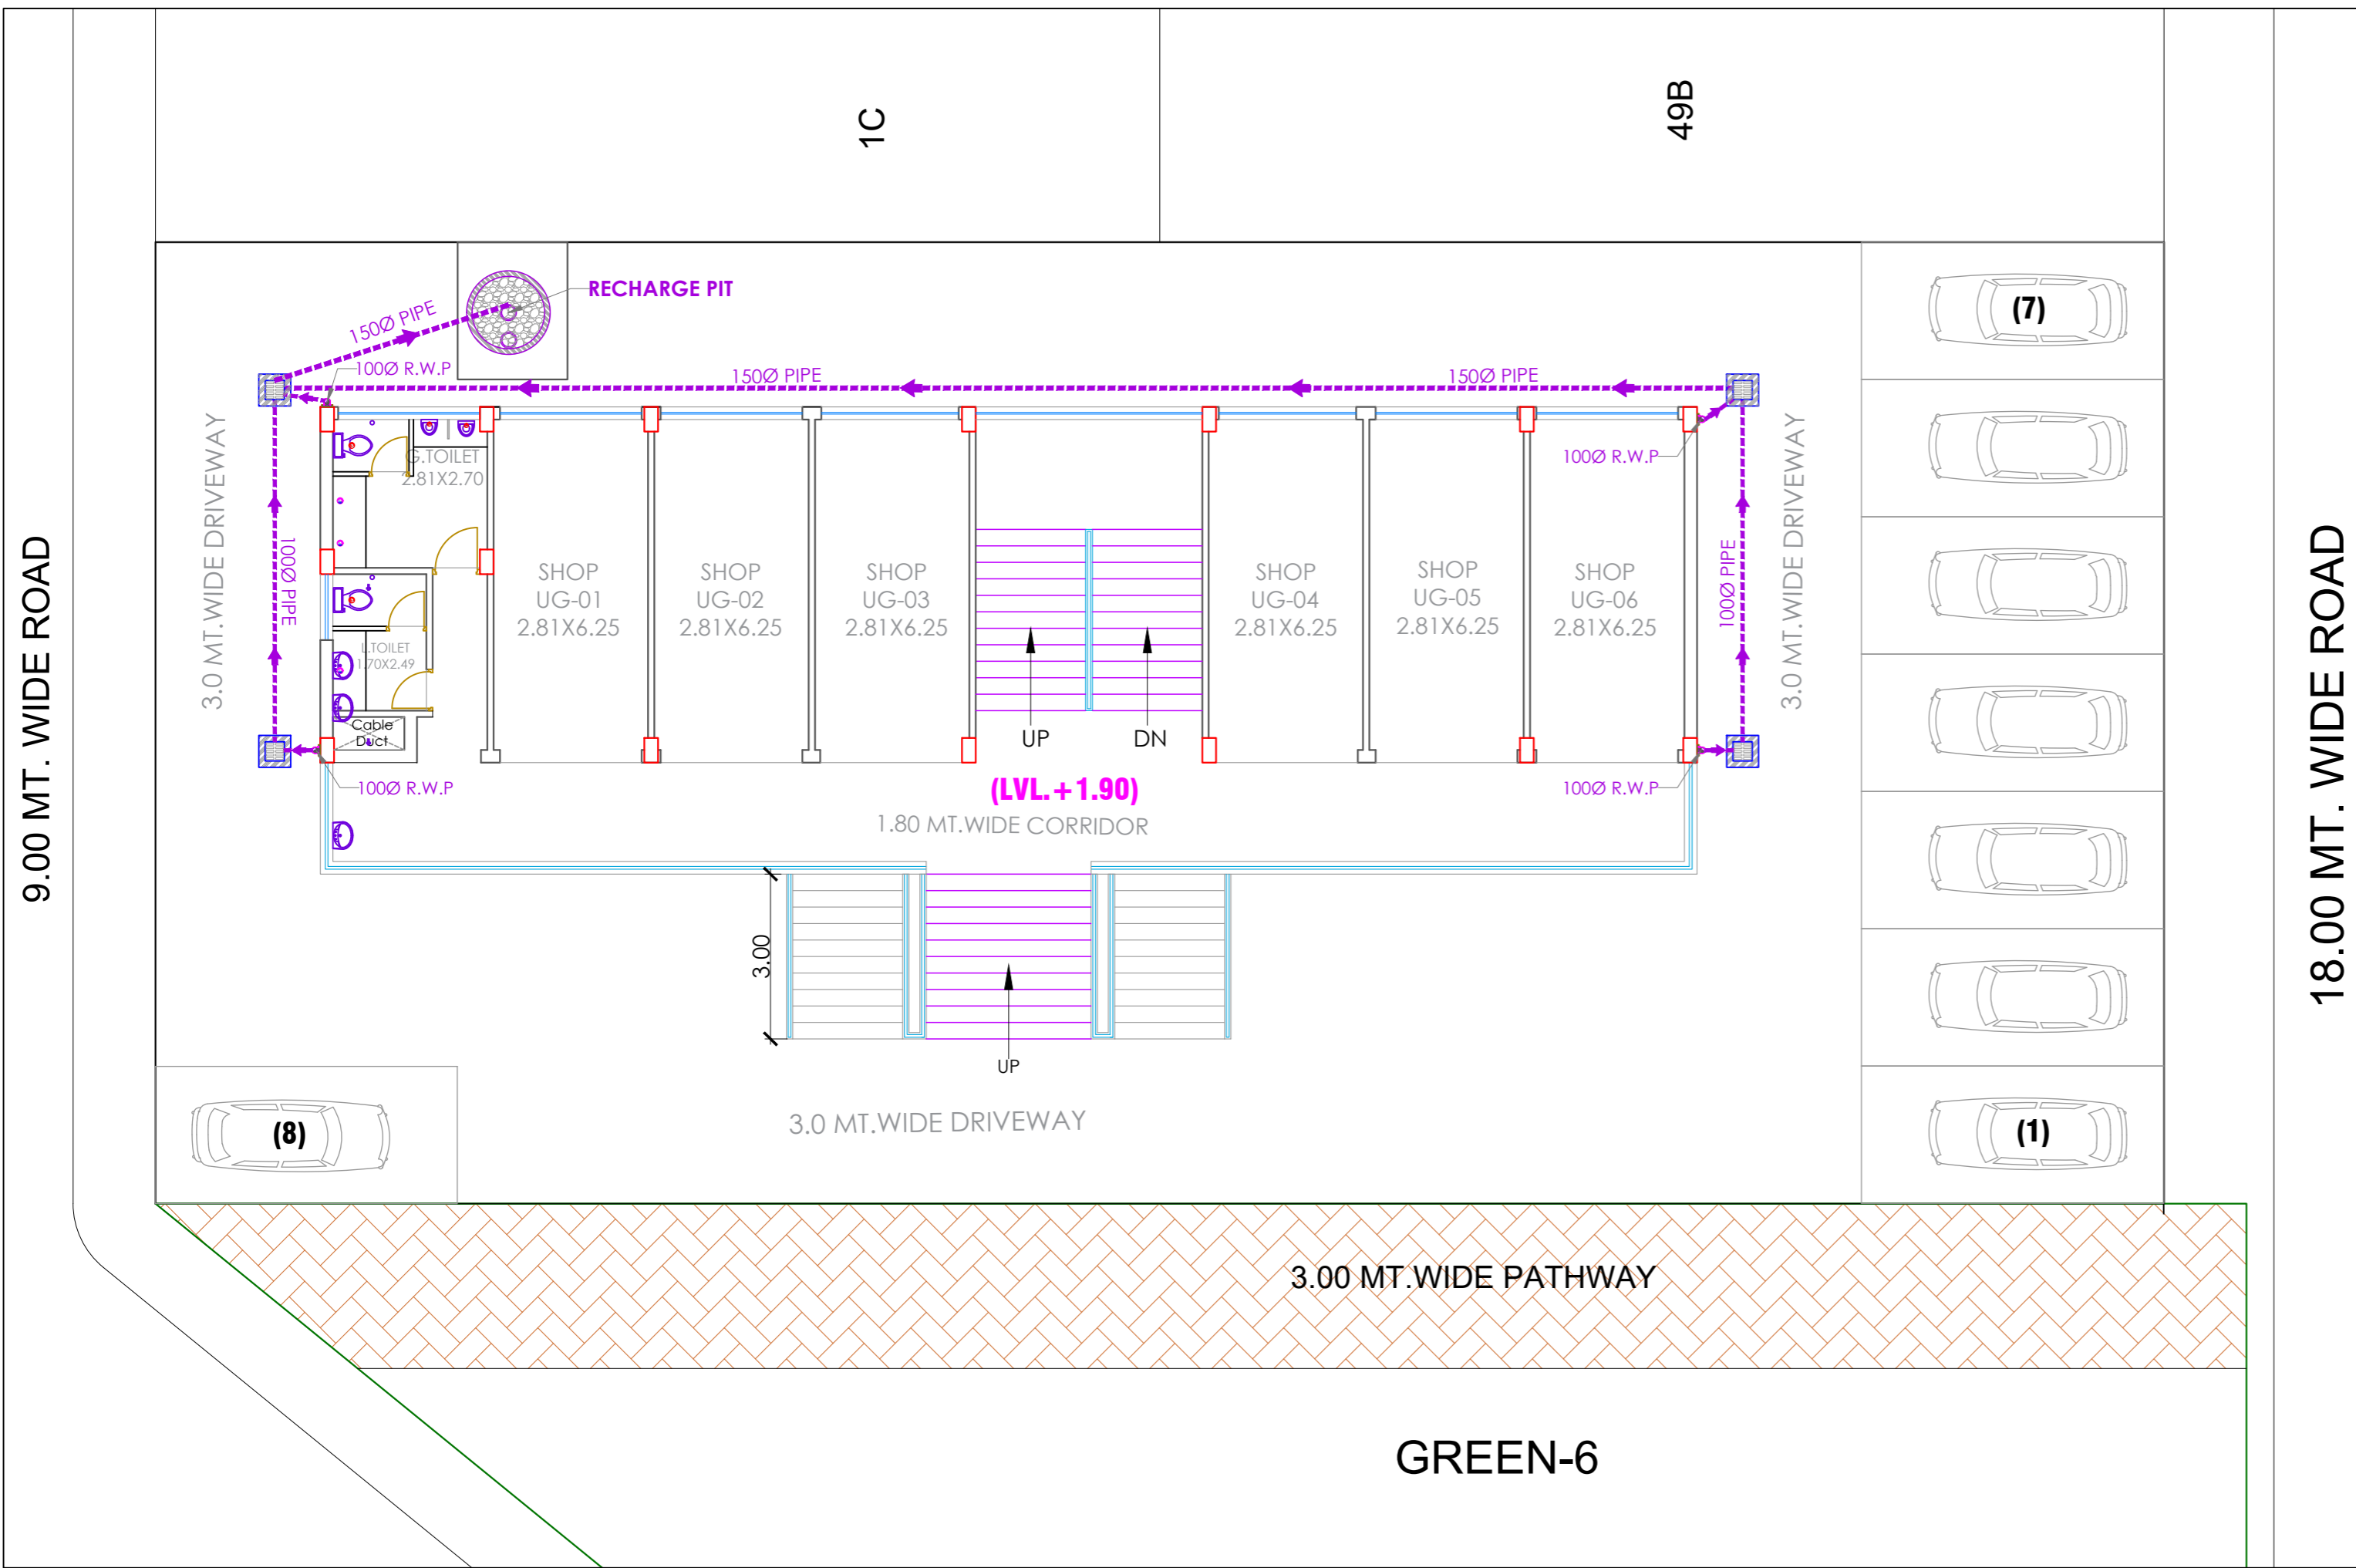 1C
49B
RECHARGE PIT
150Ø PIPE
100Ø R.W.P
150Ø PIPE
150Ø PIPE
(7)
3.0 MT.WIDE DRIVEWAY
G.TOILET
2.81X2.70
100Ø R.W.P
3.0 MT.WIDE DRIVEWAY
9.00 MT. WIDE ROAD
100Ø PIPE
SHOP
UG-01
2.81X6.25
SHOP
UG-02
2.81X6.25
SHOP
UG-03
2.81X6.25
SHOP
UG-04
2.81X6.25
SHOP
UG-05
2.81X6.25
SHOP
UG-06
2.81X6.25
100Ø PIPE
18.00 MT. WIDE ROAD
L.TOILET
1.70X2.49
Cable
Duct
UP
DN
100Ø R.W.P
(LVL.+1.90)
100Ø R.W.P
1.80 MT.WIDE CORRIDOR
3.00
UP
3.0 MT.WIDE DRIVEWAY
(8)
(1)
3.00 MT.WIDE PATHWAY
GREEN-6